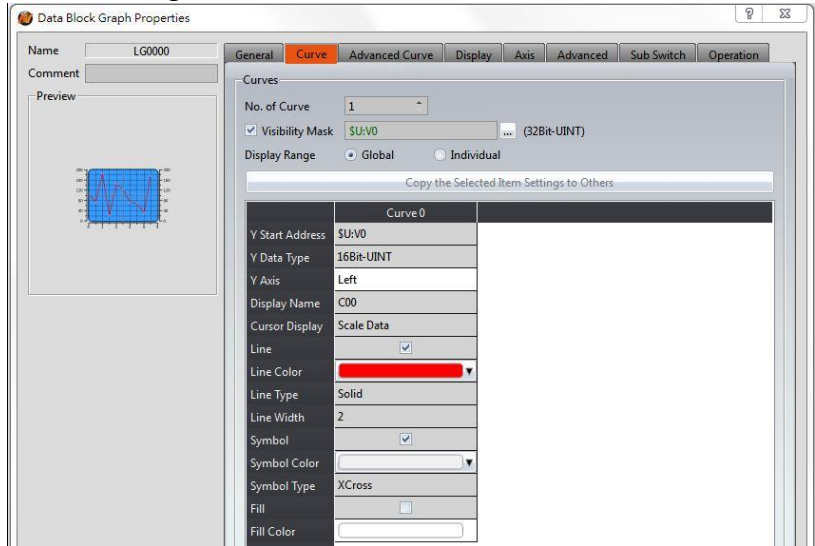 Data Block Graph Properties
Name LG0000
Comment
Preview
General Curve Advanced Curve Display Axis Advanced Sub Switch Operation
Curves
No. of Curve 1
Visibility Mask $U:V0 ... (32Bit-UINT)
Display Range Global Individual
Copy the Selected Item Settings to Others
Curve 0
Y Start Address $U:V0
Y Data Type 16Bit-UINT
Y Axis Left
Display Name C00
Cursor Display Scale Data
Line
Line Color
Line Type Solid
Line Width 2
Symbol
Symbol Color
Symbol Type XCross
Fill
Fill Color